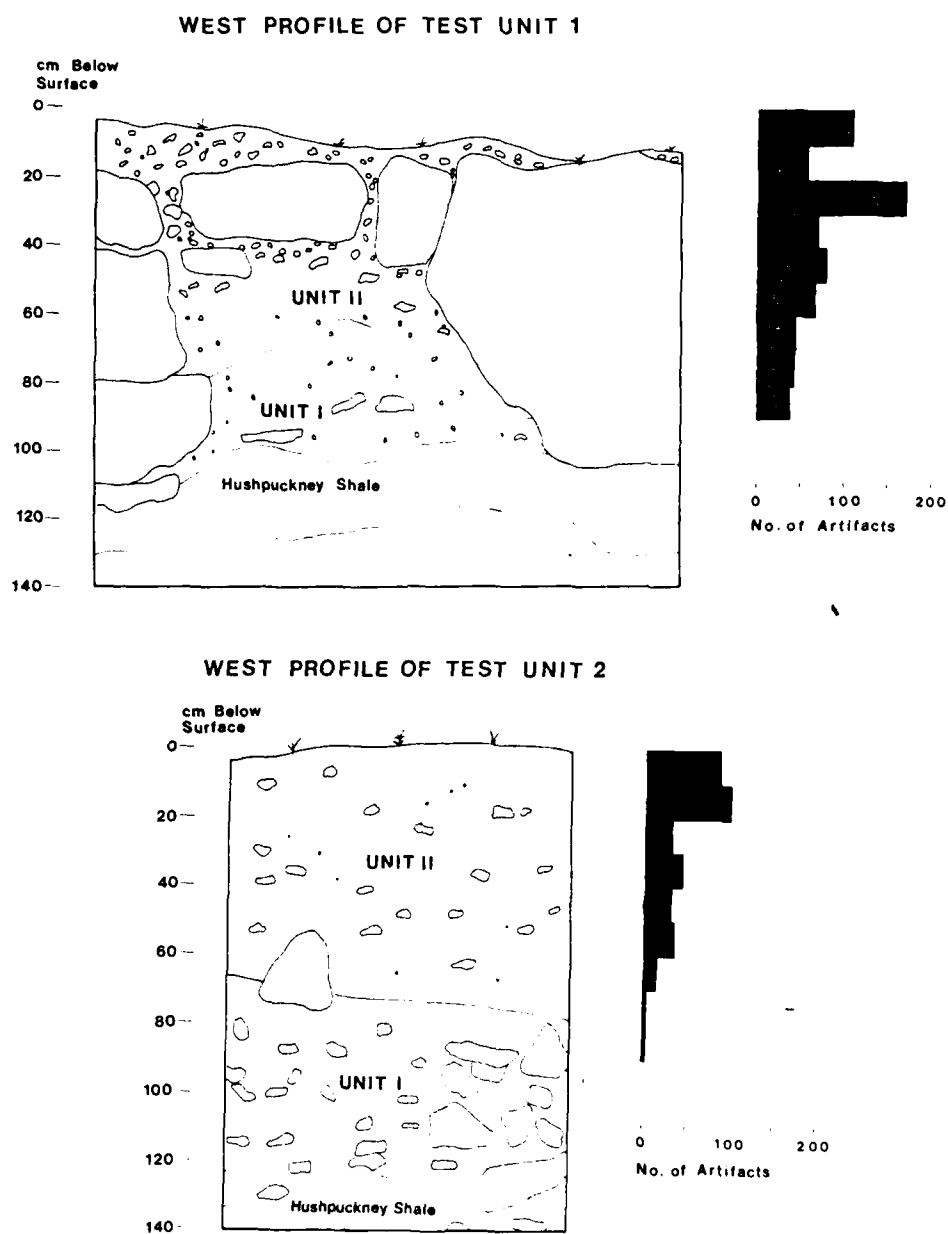 WEST PROFILE OF TEST UNIT 1
cm Below
Surface
0
20
40
60
80
100
120
140
UNIT II
UNIT I
Hushpuckney Shale
0 100 200
No. of Artifacts
WEST PROFILE OF TEST UNIT 2
cm Below
Surface
0
20
40
60
80
100
120
140
UNIT II
UNIT I
Hushpuckney Shale
0 100 200
No. of Artifacts